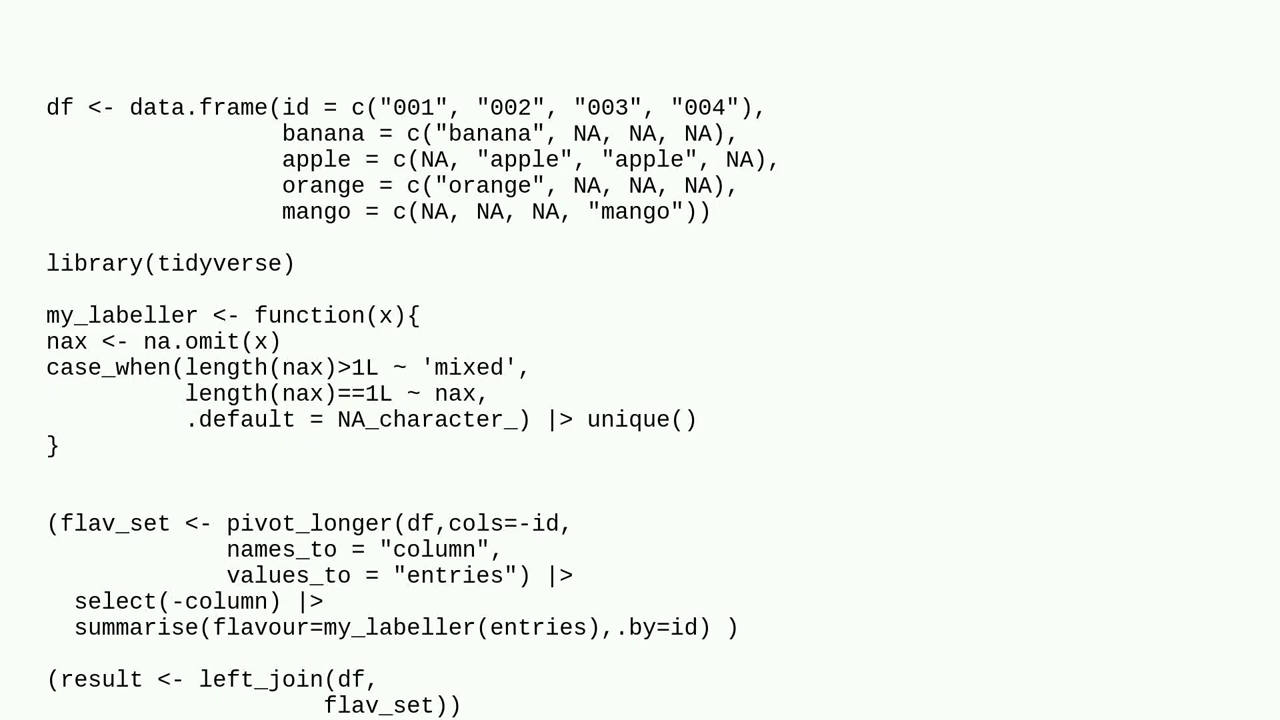 df <- data.frame(id = c("001", "002", "003", "004"),
                 banana = c("banana", NA, NA, NA),
                 apple = c(NA, "apple", "apple", NA),
                 orange = c("orange", NA, NA, NA),
                 mango = c(NA, NA, NA, "mango"))

library(tidyverse)

my_labeller <- function(x){
nax <- na.omit(x)
case_when(length(nax)>1L ~ 'mixed',
          length(nax)==1L ~ nax,
          .default = NA_character_) |> unique()
}


(flav_set <- pivot_longer(df,cols=-id,
             names_to = "column",
             values_to = "entries") |>
  select(-column) |>
  summarise(flavour=my_labeller(entries),.by=id) )

(result <- left_join(df,
                    flav_set))